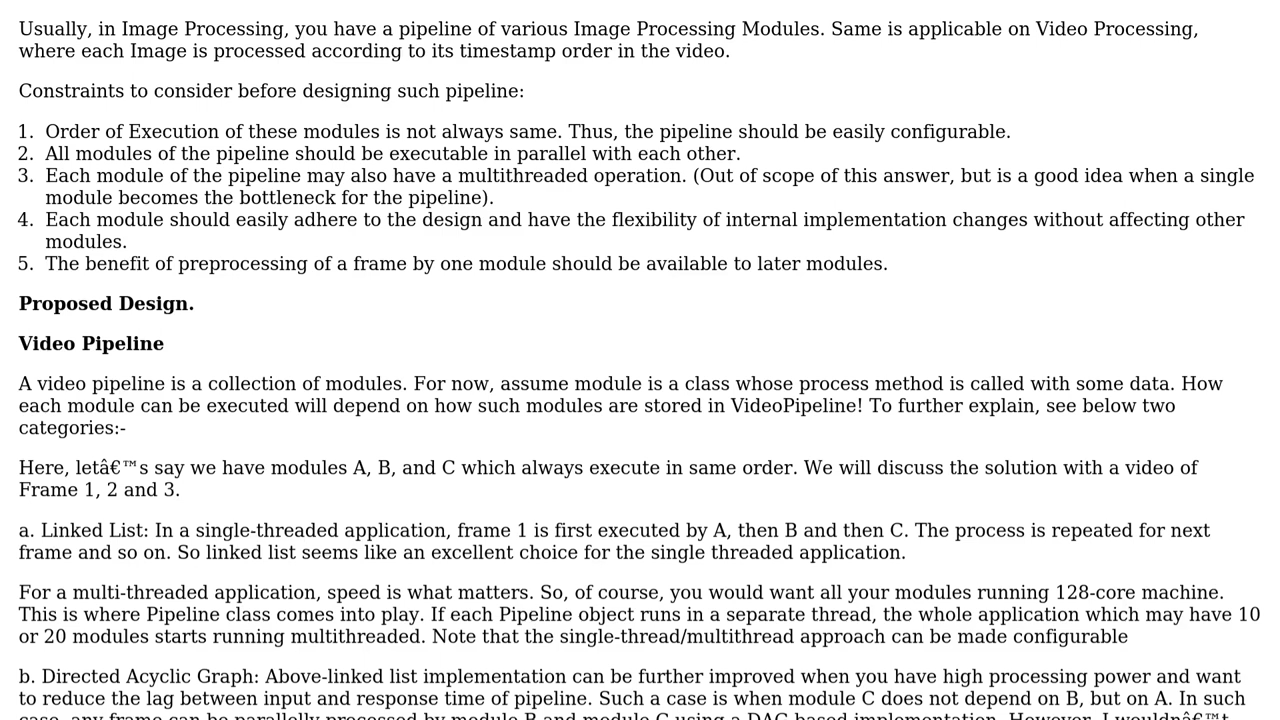 Usually, in Image Processing, you have a pipeline of various Image Processing Modules. Same is applicable on Video Processing,
where each Image is processed according to its timestamp order in the video.
Constraints to consider before designing such pipeline:
1. Order of Execution of these modules is not always same. Thus, the pipeline should be easily configurable.
2. All modules of the pipeline should be executable in parallel with each other.
3. Each module of the pipeline may also have a multithreaded operation. (Out of scope of this answer, but is a good idea when a single
module becomes the bottleneck for the pipeline).
4. Each module should easily adhere to the design and have the flexibility of internal implementation changes without affecting other
modules.
5. The benefit of preprocessing of a frame by one module should be available to later modules.
Proposed Design.
Video Pipeline
A video pipeline is a collection of modules. For now, assume module is a class whose process method is called with some data. How
each module can be executed will depend on how such modules are stored in VideoPipeline! To further explain, see below two
categories:-
Here, letâ€™s say we have modules A, B, and C which always execute in same order. We will discuss the solution with a video of
Frame 1, 2 and 3.
a. Linked List: In a single-threaded application, frame 1 is first executed by A, then B and then C. The process is repeated for next
frame and so on. So linked list seems like an excellent choice for the single threaded application.
For a multi-threaded application, speed is what matters. So, of course, you would want all your modules running 128-core machine.
This is where Pipeline class comes into play. If each Pipeline object runs in a separate thread, the whole application which may have 10
or 20 modules starts running multithreaded. Note that the single-thread/multithread approach can be made configurable
b. Directed Acyclic Graph: Above-linked list implementation can be further improved when you have high processing power and want
to reduce the lag between input and response time of pipeline. Such a case is when module C does not depend on B, but on A. In such
case, any frame can be parallelly processed by module B and module C using a DAG based implementation. However, I wouldnâ€™t